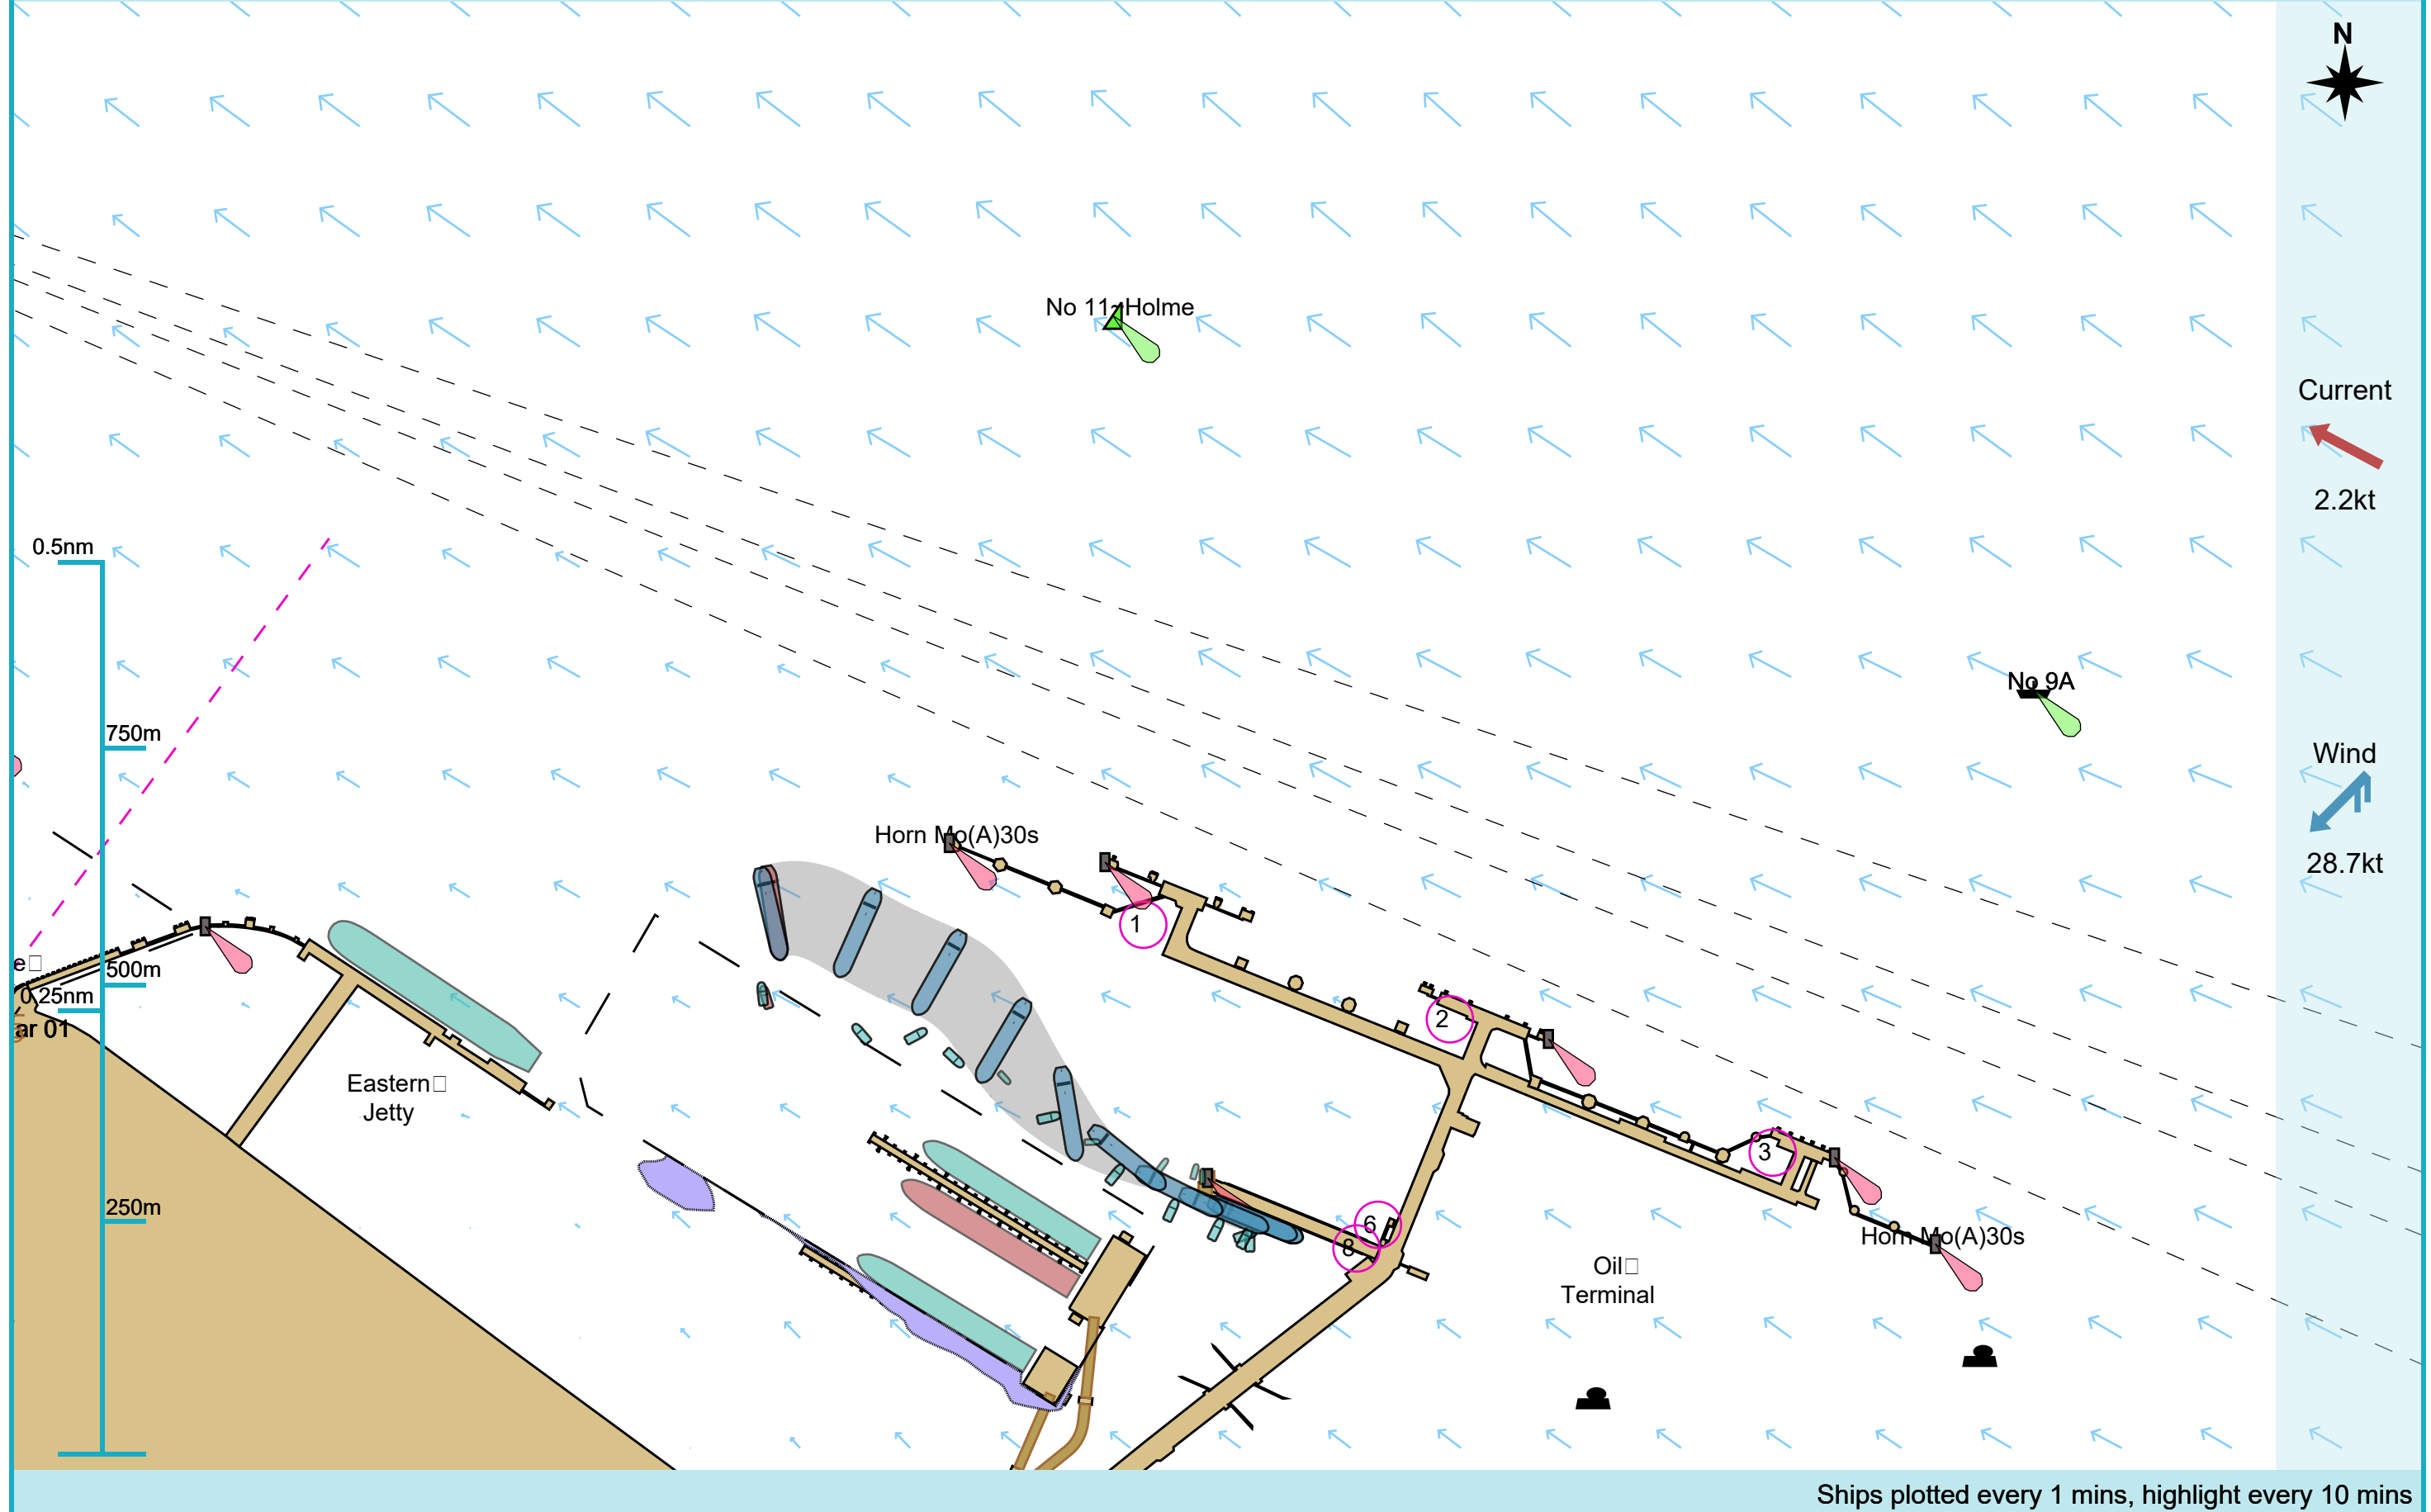 N
No 11a Holme
Current
2.2kt
0.5nm
No 9A
750m
Wind
28.7kt
Horn Mo(A)30s
1
e
500m
0.25nm
ar 01
2
Eastern
Jetty
3
250m
6
8
Horn Mo(A)30s
Oil
Terminal
Ships plotted every 1 mins, highlight every 10 mins